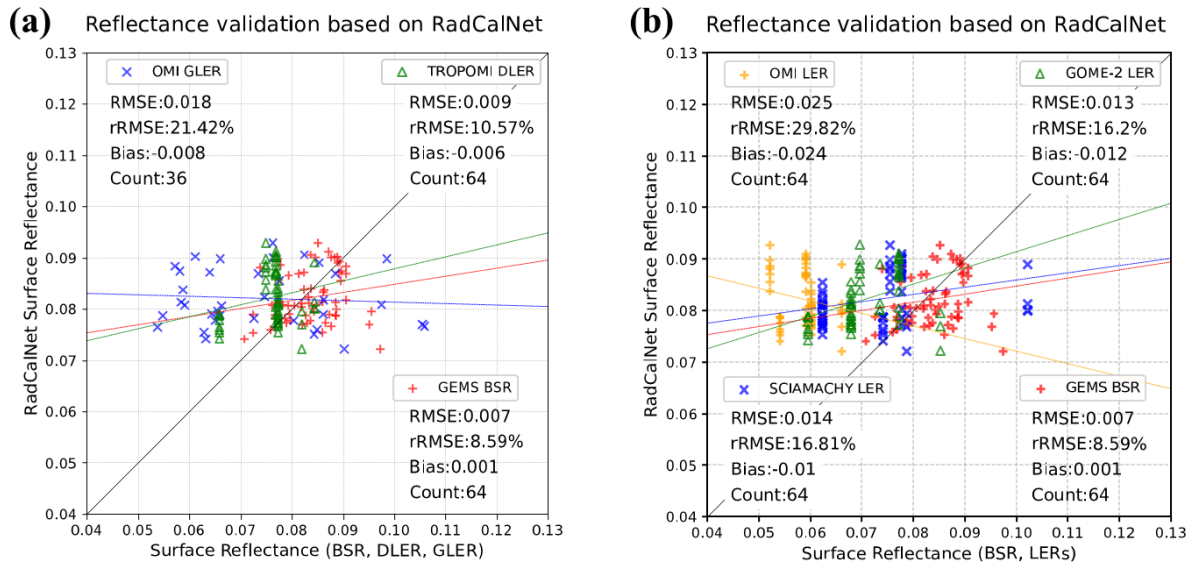 (a)
Reflectance validation based on RadCalNet
RadCalNet Surface Reflectance
0.13
0.12
0.11
0.10
0.09
0.08
0.07
0.06
0.05
0.04
OMI GLER
RMSE:0.018
rRMSE:21.42%
Bias:-0.008
Count:36
TROPOMI DLER
RMSE:0.009
rRMSE:10.57%
Bias:-0.006
Count:64
GEMS BSR
RMSE:0.007
rRMSE:8.59%
Bias:0.001
Count:64
0.04 0.05 0.06 0.07 0.08 0.09 0.10 0.11 0.12 0.13
Surface Reflectance (BSR, DLER, GLER)
(b)
Reflectance validation based on RadCalNet
RadCalNet Surface Reflectance
0.13
0.12
0.11
0.10
0.09
0.08
0.07
0.06
0.05
0.04
OMI LER
RMSE:0.025
rRMSE:29.82%
Bias:-0.024
Count:64
GOME-2 LER
RMSE:0.013
rRMSE:16.2%
Bias:-0.012
Count:64
SCIAMACHY LER
RMSE:0.014
rRMSE:16.81%
Bias:-0.01
Count:64
GEMS BSR
RMSE:0.007
rRMSE:8.59%
Bias:0.001
Count:64
0.04 0.05 0.06 0.07 0.08 0.09 0.10 0.11 0.12 0.13
Surface Reflectance (BSR, LERs)